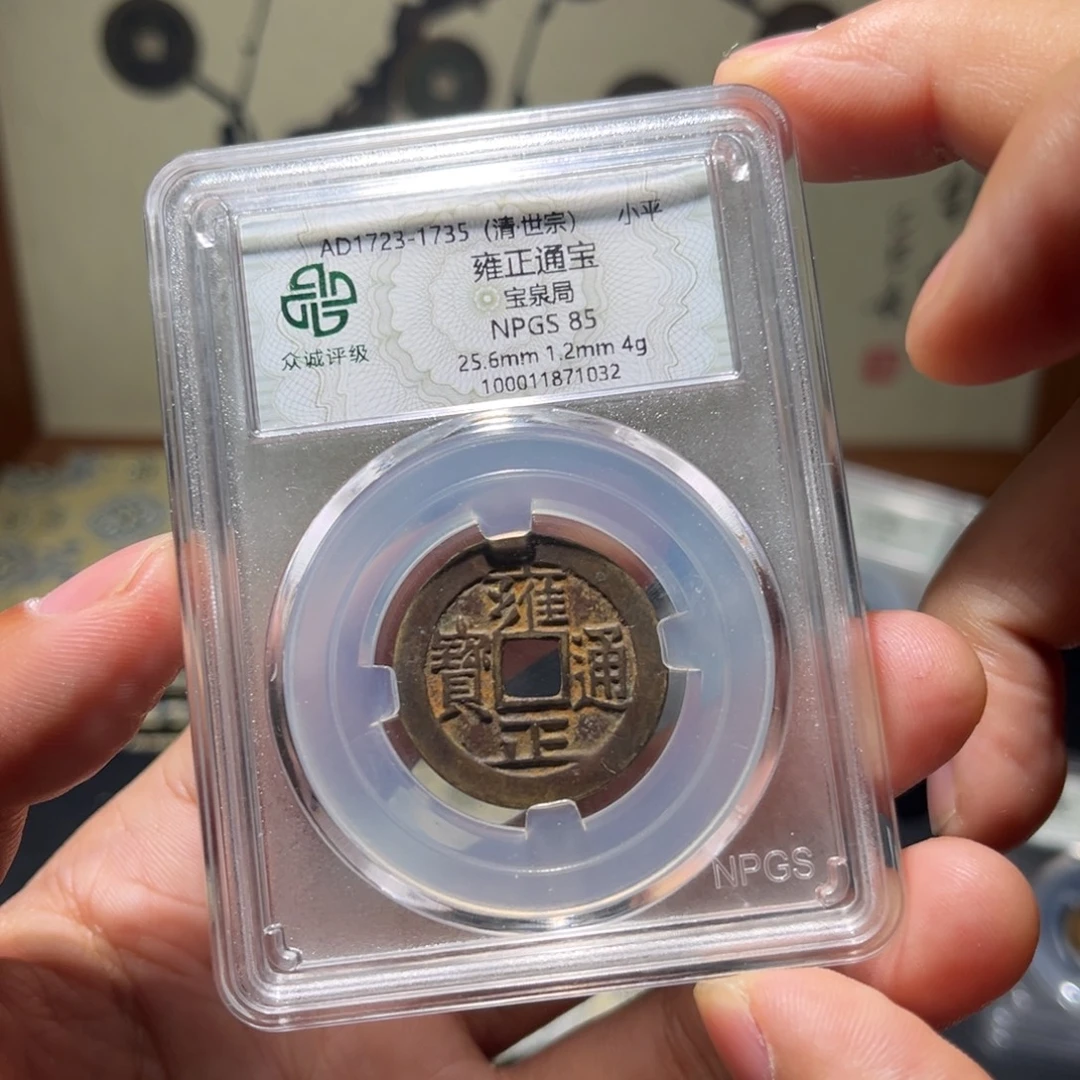 AD1723-1735 (清·世宗) 小平
雍正通宝
宝泉局
NPGS 85
25.6mm 1.2mm 4g
100011871032
众诚评级
雍正通寶
NPGS